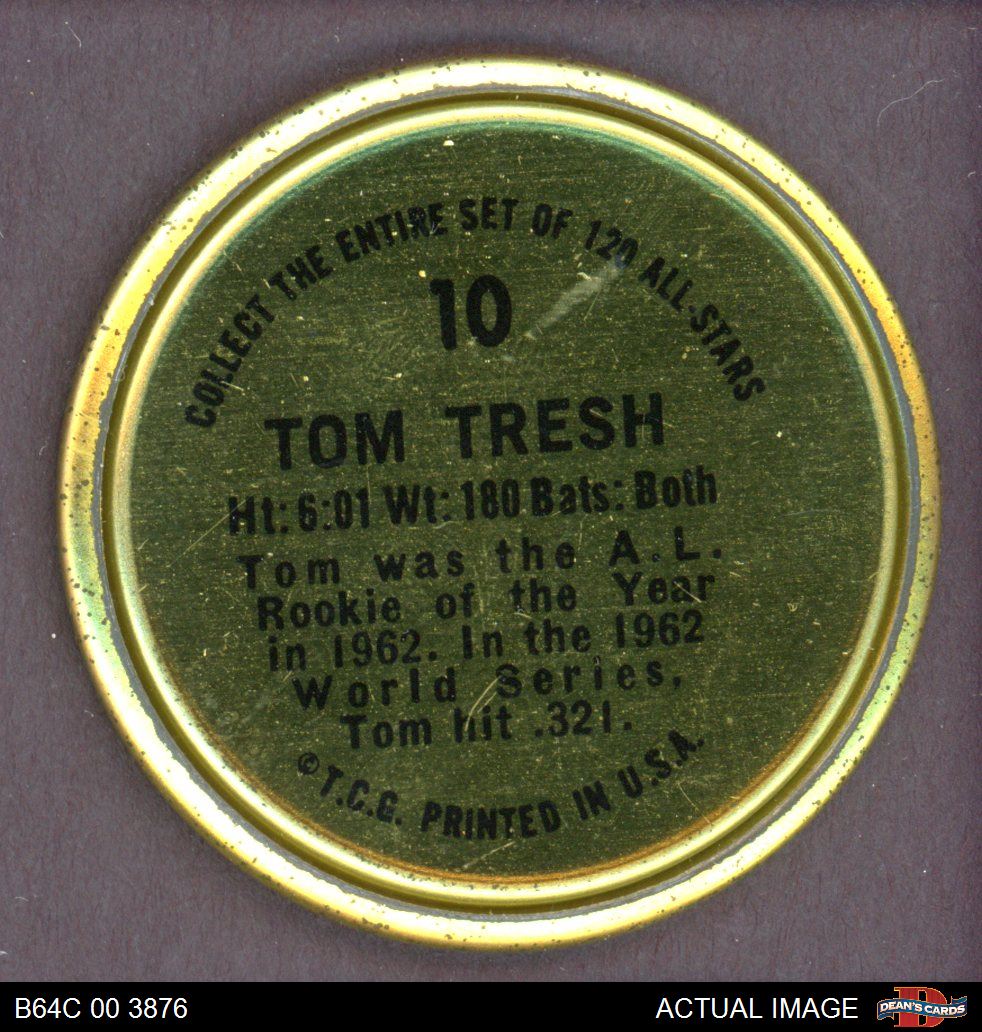 COLLECT THE ENTIRE SET OF 120 ALL-STARS
10
TOM TRESH
Ht: 6:01 Wt: 180 Bats: Both
Tom was the A.L.
Rookie of the Year
in 1962. In the 1962
World Series,
Tom hit .321.
© T.C.G. PRINTED IN U.S.A.
B64C 00 3876
ACTUAL IMAGE
DEAN'S CARDS